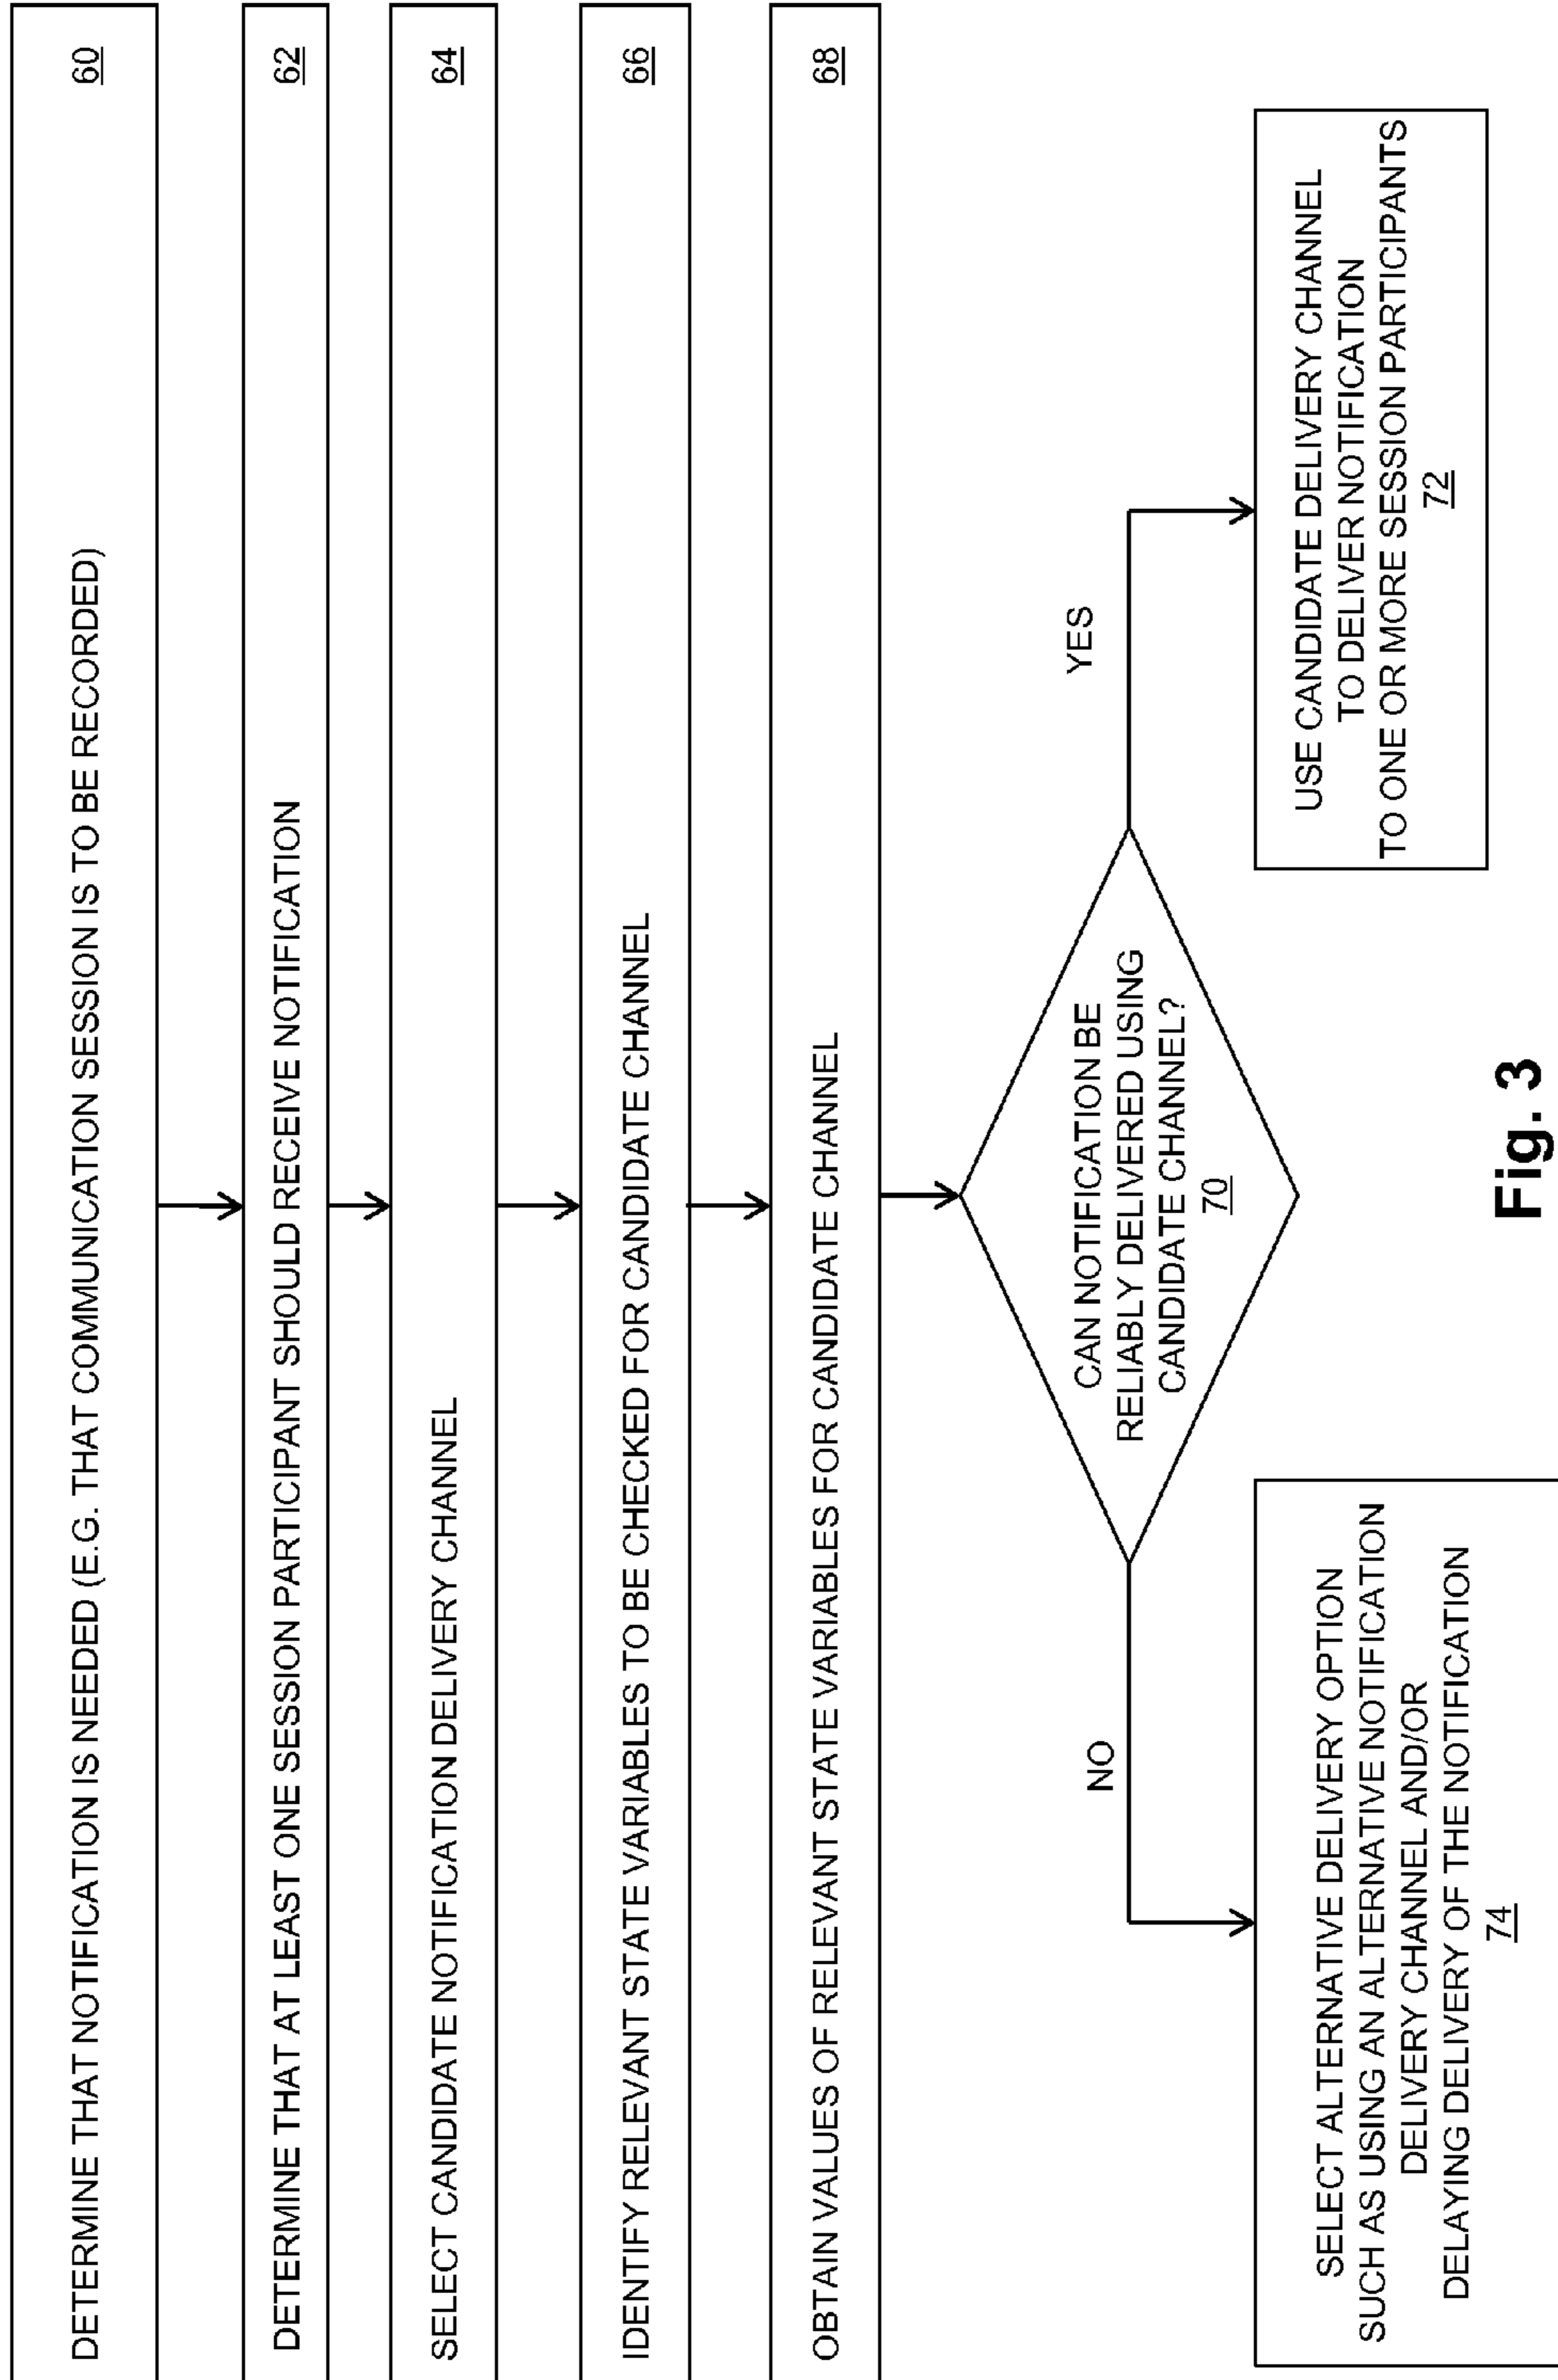 DETERMINE THAT NOTIFICATION IS NEEDED (E.G. THAT COMMUNICATION SESSION IS TO BE RECORDED) 60
DETERMINE THAT AT LEAST ONE SESSION PARTICIPANT SHOULD RECEIVE NOTIFICATION 62
SELECT CANDIDATE NOTIFICATION DELIVERY CHANNEL 64
IDENTIFY RELEVANT STATE VARIABLES TO BE CHECKED FOR CANDIDATE CHANNEL 66
OBTAIN VALUES OF RELEVANT STATE VARIABLES FOR CANDIDATE CHANNEL 68
CAN NOTIFICATION BE
RELIABLY DELIVERED USING
CANDIDATE CHANNEL?
70
NO
YES
SELECT ALTERNATIVE DELIVERY OPTION
SUCH AS USING AN ALTERNATIVE NOTIFICATION
DELIVERY CHANNEL AND/OR
DELAYING DELIVERY OF THE NOTIFICATION
74
USE CANDIDATE DELIVERY CHANNEL
TO DELIVER NOTIFICATION
TO ONE OR MORE SESSION PARTICIPANTS
72
Fig. 3